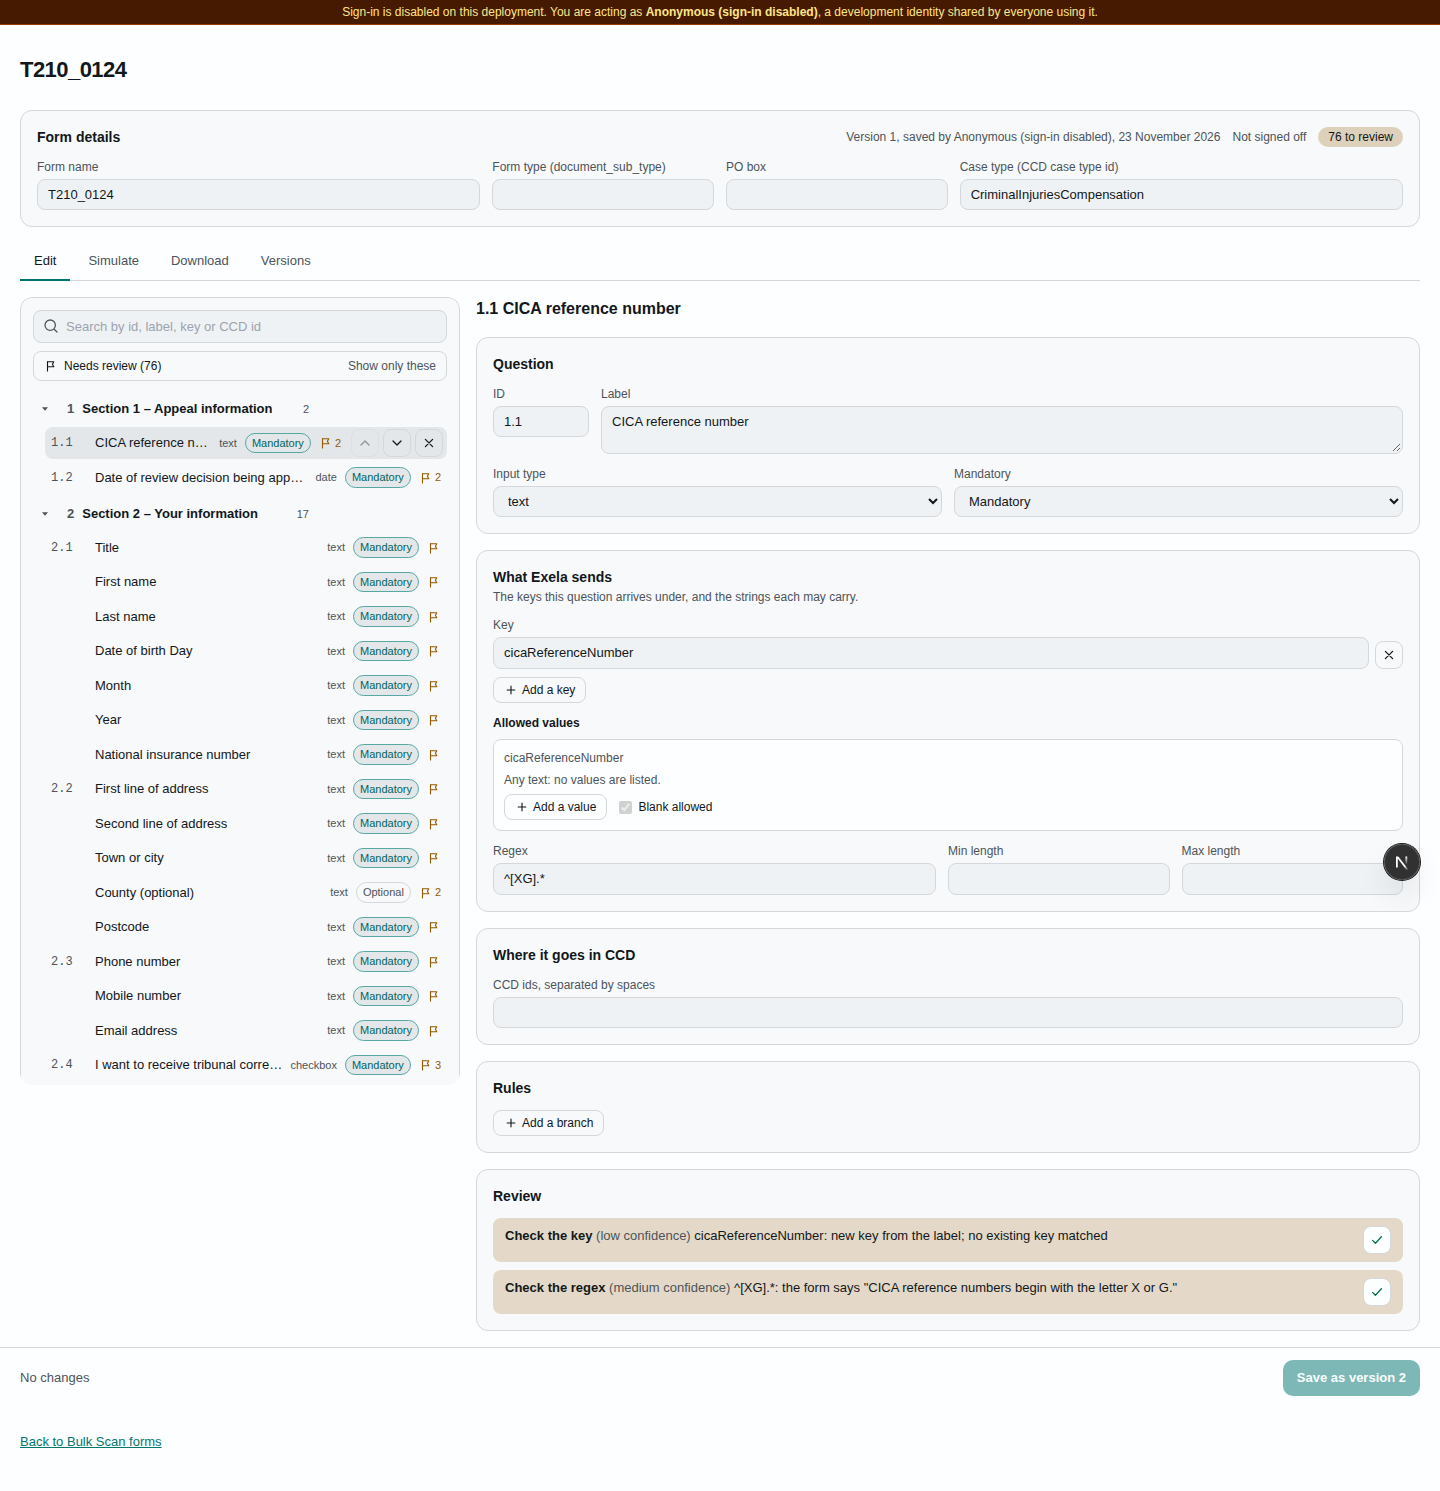 Sign-in is disabled on this deployment. You are acting as Anonymous (sign-in disabled), a development identity shared by everyone using it.
T210_0124
Form details
Version 1, saved by Anonymous (sign-in disabled), 23 November 2026 Not signed off 76 to review
Form name Form type (document_sub_type) PO box Case type (CCD case type id)
T210_0124 CriminalInjuriesCompensation
Edit Simulate Download Versions
Search by id, label, key or CCD id
Needs review (76) Show only these
1 Section 1 – Appeal information 2
1.1 CICA reference n… text Mandatory 2
1.2 Date of review decision being app… date Mandatory 2
2 Section 2 – Your information 17
2.1 Title text Mandatory
First name text Mandatory
Last name text Mandatory
Date of birth Day text Mandatory
Month text Mandatory
Year text Mandatory
National insurance number text Mandatory
2.2 First line of address text Mandatory
Second line of address text Mandatory
Town or city text Mandatory
County (optional) text Optional 2
Postcode text Mandatory
2.3 Phone number text Mandatory
Mobile number text Mandatory
Email address text Mandatory
2.4 I want to receive tribunal corre… checkbox Mandatory 3
1.1 CICA reference number
Question
ID Label
1.1 CICA reference number
Input type Mandatory
text Mandatory
What Exela sends
The keys this question arrives under, and the strings each may carry.
Key
cicaReferenceNumber
Add a key
Allowed values
cicaReferenceNumber
Any text: no values are listed.
Add a value Blank allowed
Regex Min length Max length
^[XG].*
N
Where it goes in CCD
CCD ids, separated by spaces
Rules
Add a branch
Review
Check the key (low confidence) cicaReferenceNumber: new key from the label; no existing key matched
Check the regex (medium confidence) ^[XG].*: the form says "CICA reference numbers begin with the letter X or G."
No changes
Save as version 2
Back to Bulk Scan forms